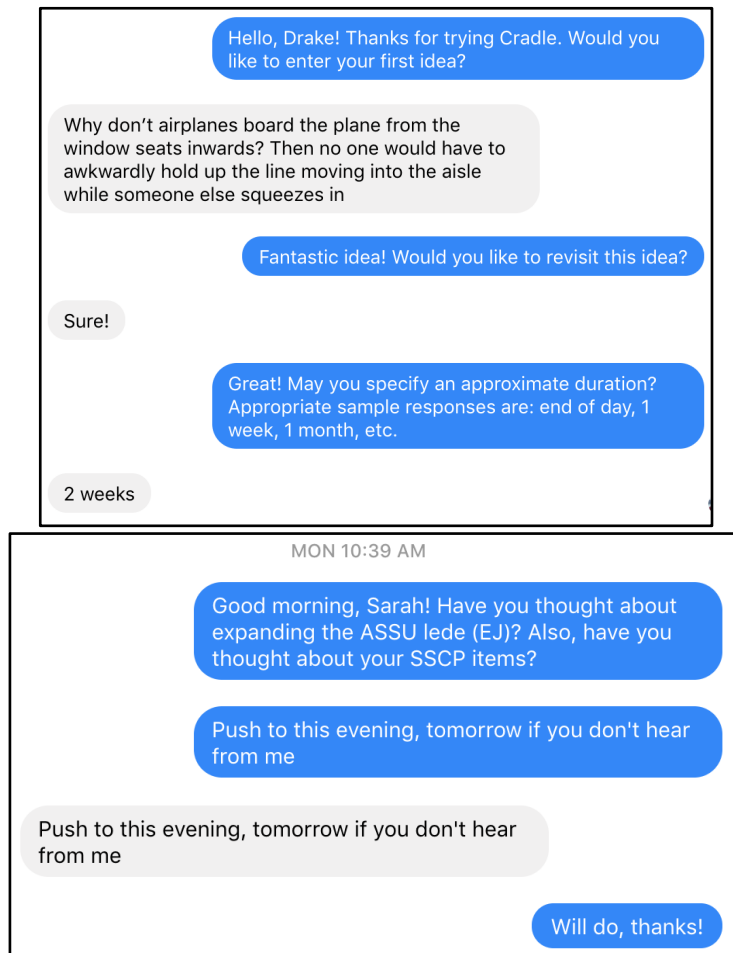 Hello, Drake! Thanks for trying Cradle. Would you
like to enter your first idea?
Why don’t airplanes board the plane from the
window seats inwards? Then no one would have to
awkwardly hold up the line moving into the aisle
while someone else squeezes in
Fantastic idea! Would you like to revisit this idea?
Sure!
Great! May you specify an approximate duration?
Appropriate sample responses are: end of day, 1
week, 1 month, etc.
2 weeks
MON 10:39 AM
Good morning, Sarah! Have you thought about
expanding the ASSU lede (EJ)? Also, have you
thought about your SSCP items?
Push to this evening, tomorrow if you don't hear
from me
Push to this evening, tomorrow if you don't hear
from me
Will do, thanks!